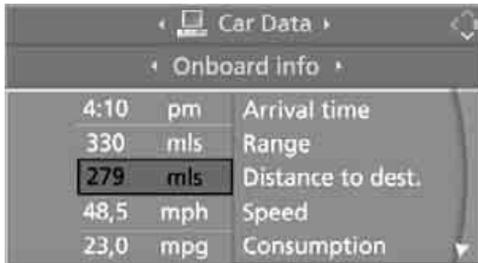 Car Data
Onboard info
4:10 pm Arrival time
330 mls Range
279 mls Distance to dest.
48,5 mph Speed
23,0 mpg Consumption